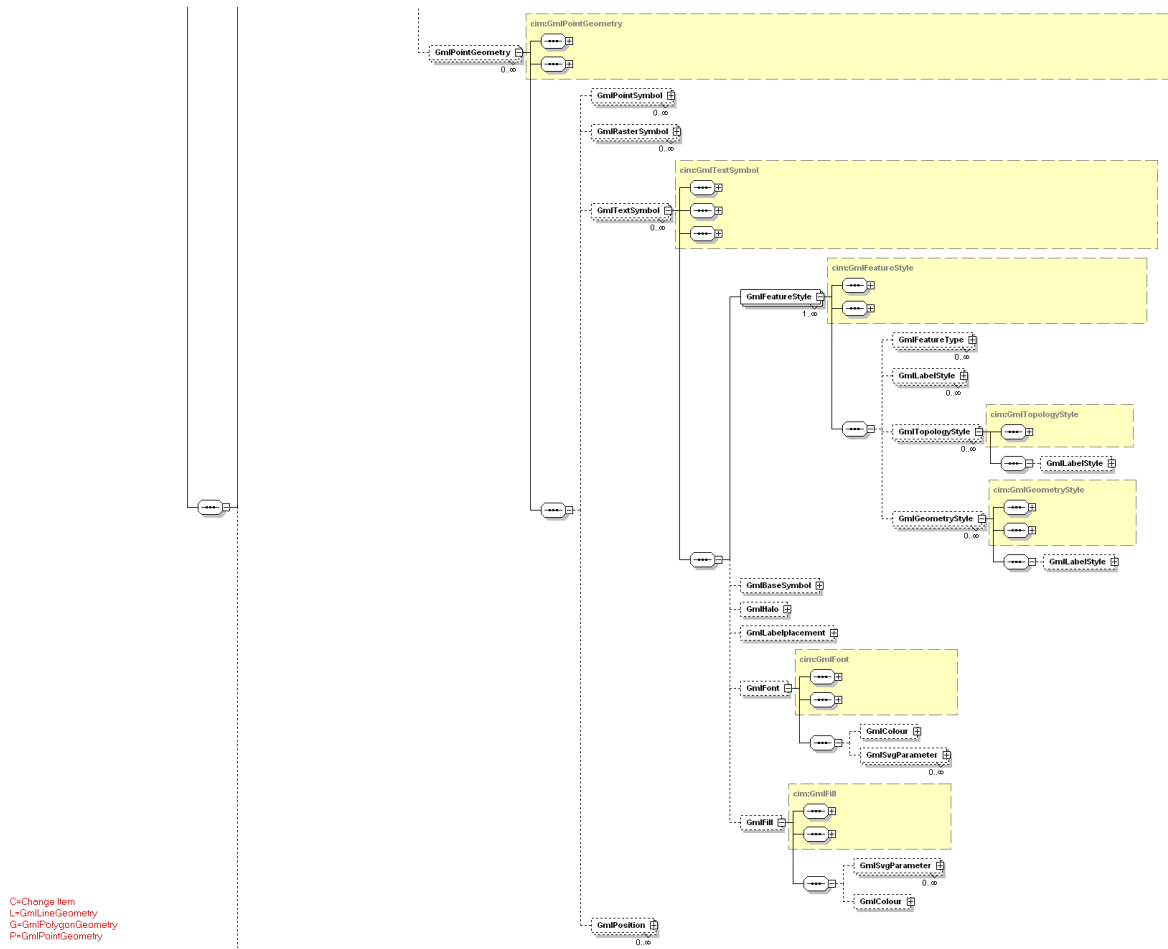 cim:GmlPointGeometry
GmlPointGeometry
0..∞
GmlPointSymbol
0..∞
GmlRasterSymbol
0..∞
cim:GmlTextSymbol
GmlTextSymbol
0..∞
cim:GmlFeatureStyle
GmlFeatureStyle
1..∞
GmlFeatureType
0..∞
GmlLabelStyle
0..∞
cim:GmlTopologyStyle
GmlTopologyStyle
0..∞
GmlLabelStyle
cim:GmlGeometryStyle
GmlGeometryStyle
0..∞
GmlLabelStyle
GmlBaseSymbol
GmlHalo
GmlLabelplacement
cim:GmlFont
GmlFont
GmlColour
GmlSvgParameter
0..∞
cim:GmlFill
GmlFill
GmlSvgParameter
0..∞
GmlColour
GmlPosition
0..∞
C=Change Item
L=GmlLineGeometry
G=GmlPolygonGeometry
P=GmlPointGeometry